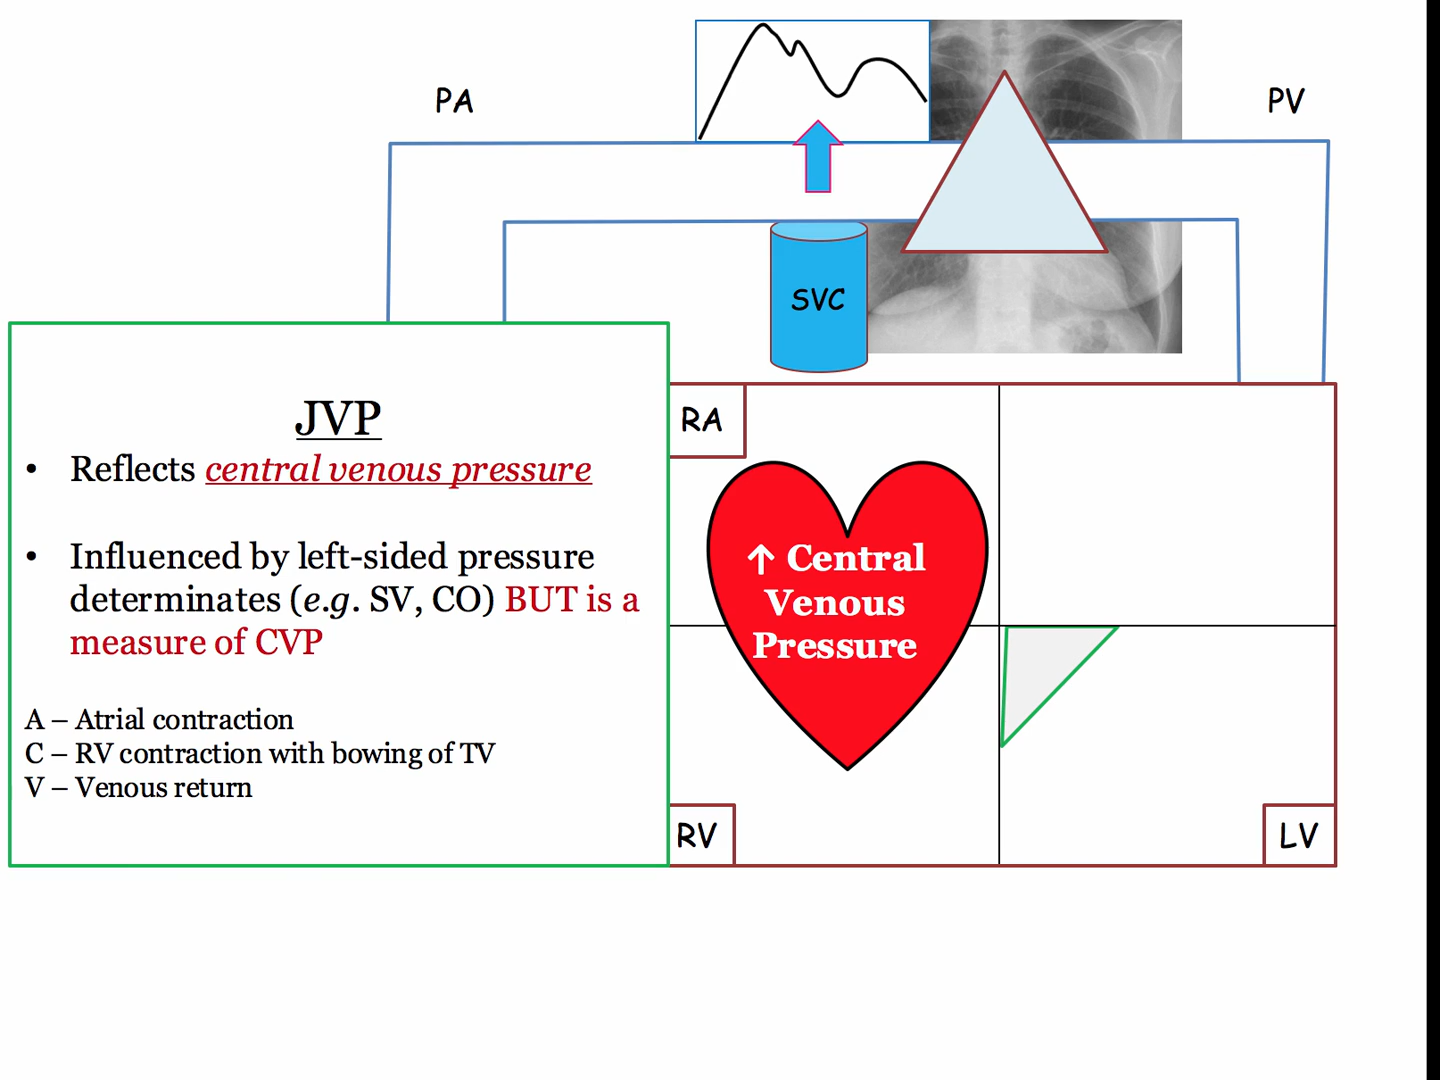 PA
PV
SVC
JVP
• Reflects central venous pressure
• Influenced by left-sided pressure
determinates (e.g. SV, CO) BUT is a
measure of CVP
A – Atrial contraction
C – RV contraction with bowing of TV
V – Venous return
RA
↑ Central
Venous
Pressure
RV
LV